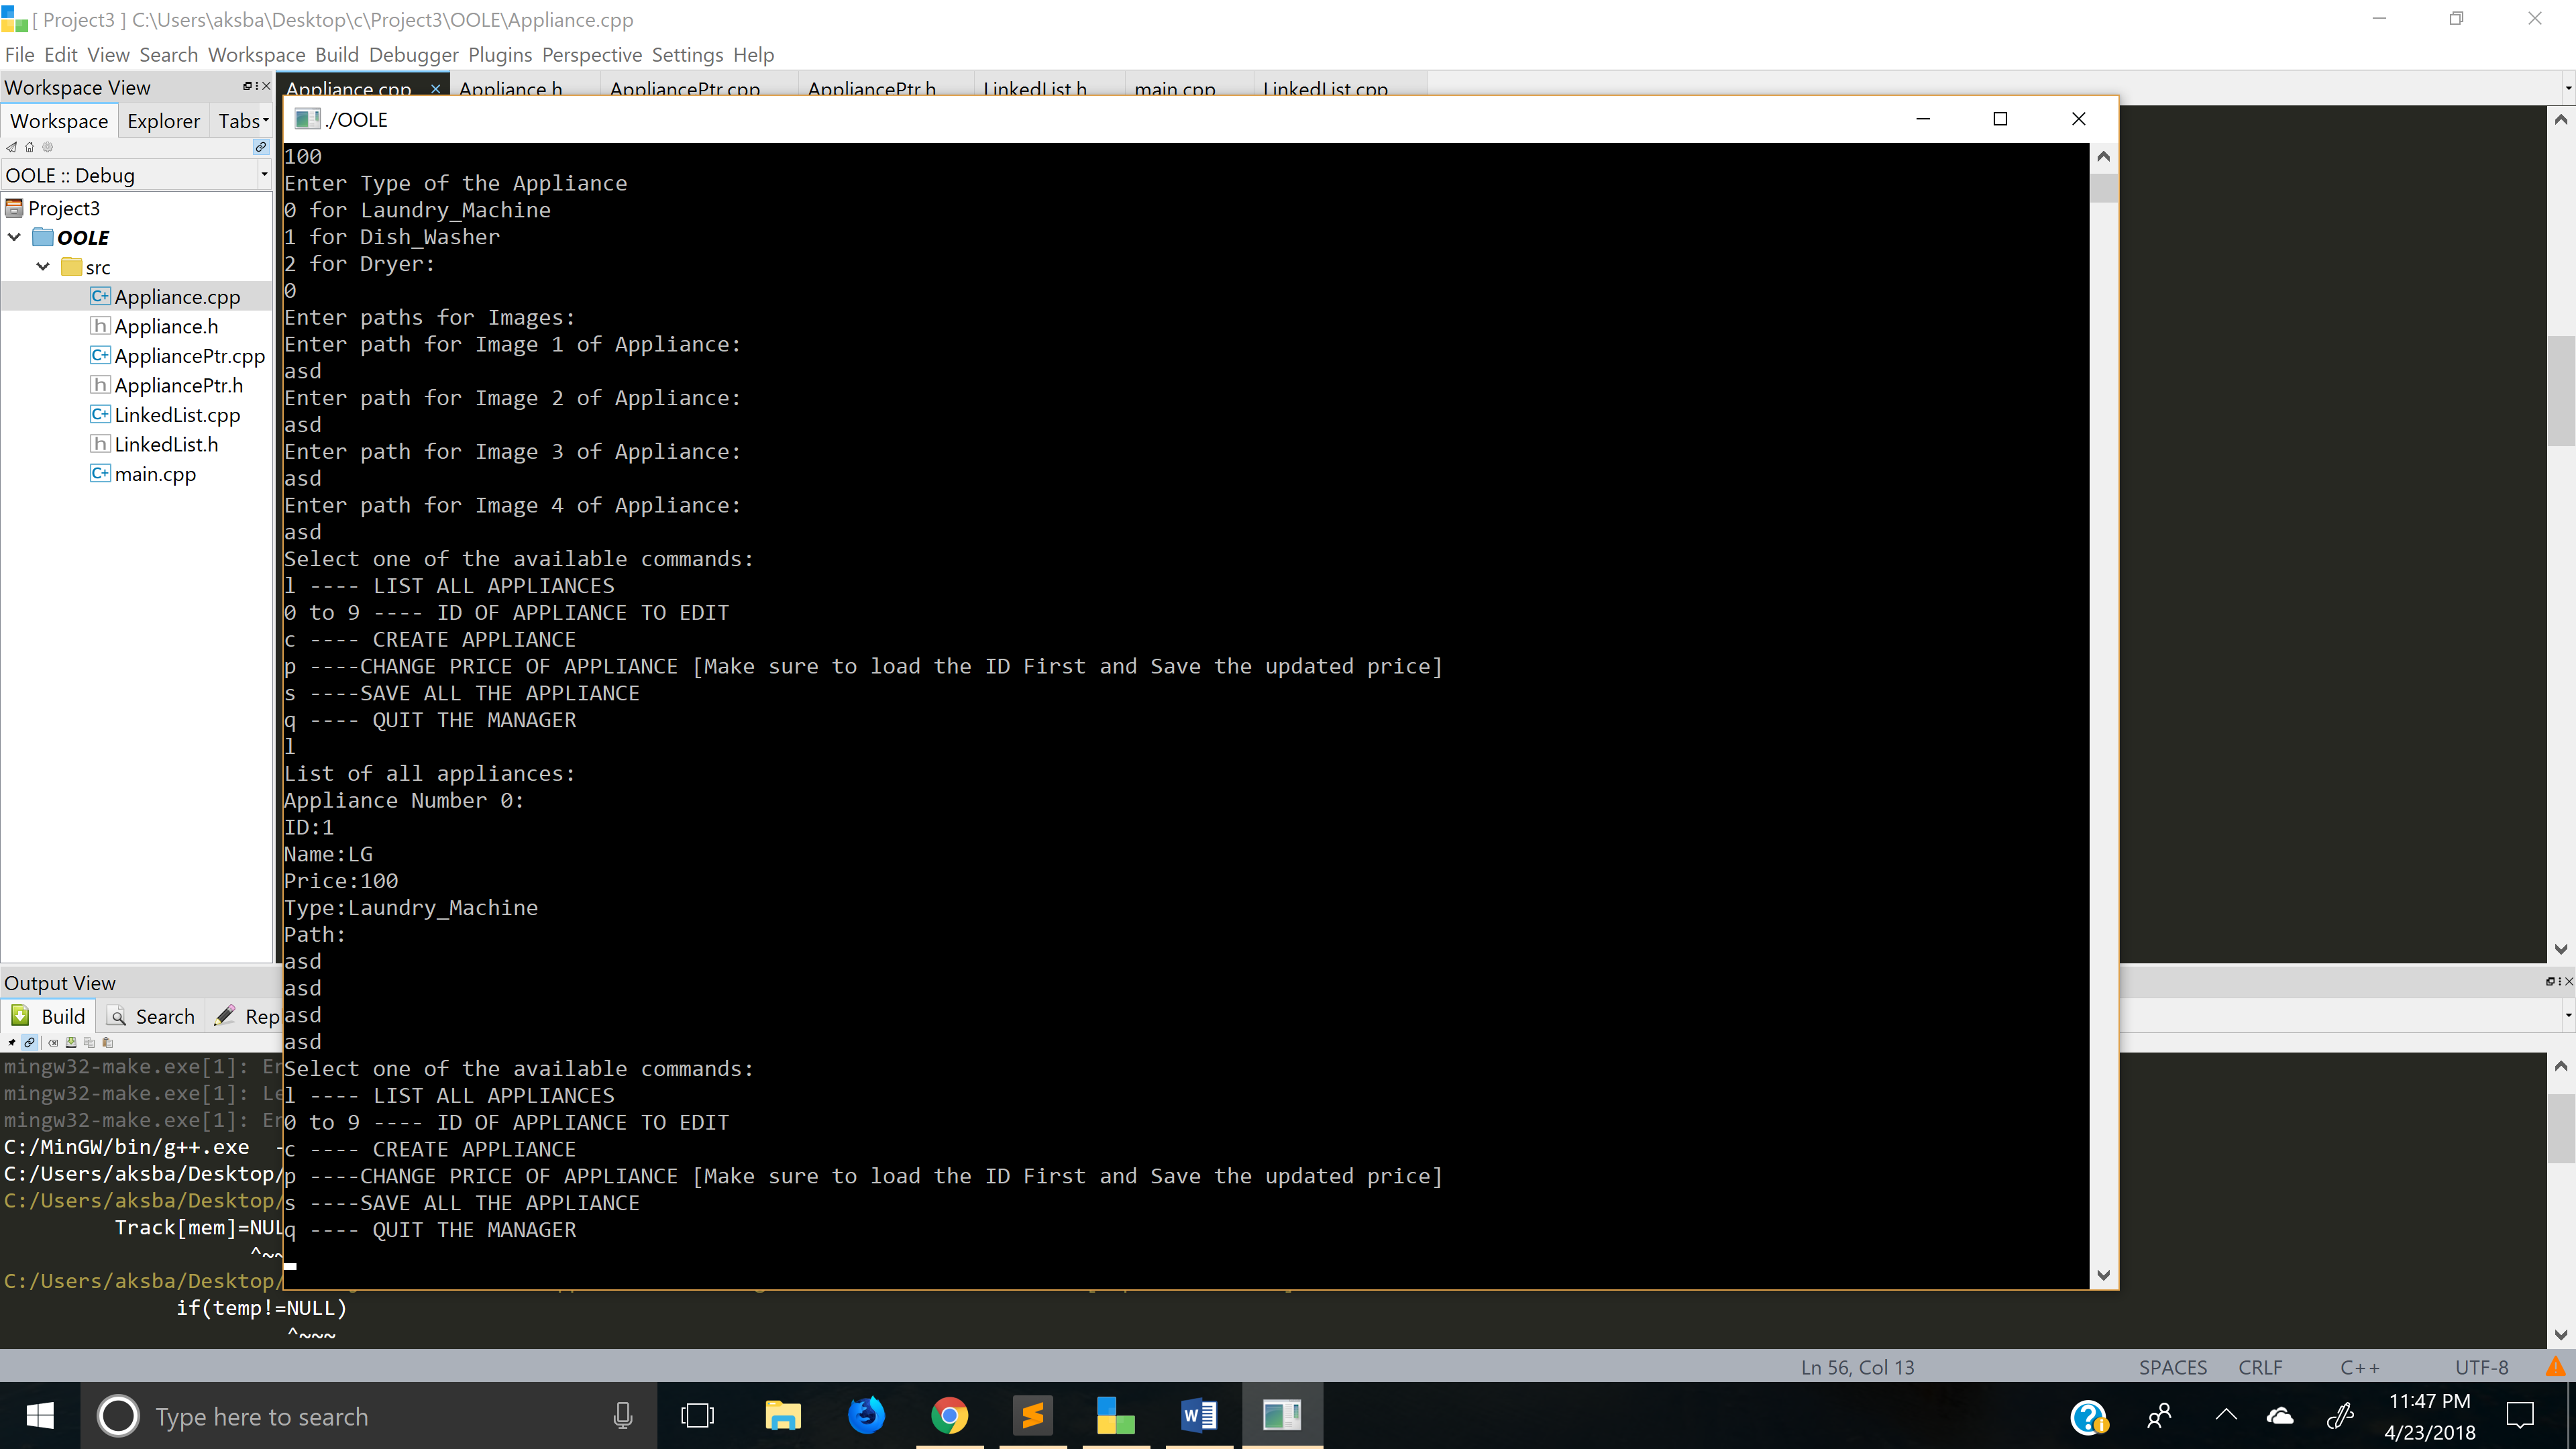 [ Project3 ] C:\Users\aksba\Desktop\c\Project3\OOLE\Appliance.cpp
File Edit View Search Workspace Build Debugger Plugins Perspective Settings Help
Workspace View
Appliance.cpp Appliance.h AppliancePtr.cpp AppliancePtr.h LinkedList.h main.cpp LinkedList.cpp
Workspace Explorer Tabs
OOLE :: Debug
Project3
OOLE
src
Appliance.cpp
Appliance.h
AppliancePtr.cpp
AppliancePtr.h
LinkedList.cpp
LinkedList.h
main.cpp
./OOLE
100
Enter Type of the Appliance
0 for Laundry_Machine
1 for Dish_Washer
2 for Dryer:
0
Enter paths for Images:
Enter path for Image 1 of Appliance:
asd
Enter path for Image 2 of Appliance:
asd
Enter path for Image 3 of Appliance:
asd
Enter path for Image 4 of Appliance:
asd
Select one of the available commands:
l ---- LIST ALL APPLIANCES
0 to 9 ---- ID OF APPLIANCE TO EDIT
c ---- CREATE APPLIANCE
p ----CHANGE PRICE OF APPLIANCE [Make sure to load the ID First and Save the updated price]
s ----SAVE ALL THE APPLIANCE
q ---- QUIT THE MANAGER
l
List of all appliances:
Appliance Number 0:
ID:1
Name:LG
Price:100
Type:Laundry_Machine
Path:
asd
asd
asd
asd
Select one of the available commands:
l ---- LIST ALL APPLIANCES
0 to 9 ---- ID OF APPLIANCE TO EDIT
c ---- CREATE APPLIANCE
p ----CHANGE PRICE OF APPLIANCE [Make sure to load the ID First and Save the updated price]
s ----SAVE ALL THE APPLIANCE
q ---- QUIT THE MANAGER
Output View
Build Search Rep
mingw32-make.exe[1]: En
mingw32-make.exe[1]: Le
mingw32-make.exe[1]: En
C:/MinGW/bin/g++.exe -
C:/Users/aksba/Desktop/
C:/Users/aksba/Desktop/
Track[mem]=NUL
^~~
C:/Users/aksba/Desktop/
if(temp!=NULL)
^~~~
Ln 56, Col 13 SPACES CRLF C++ UTF-8
Type here to search
11:47 PM
4/23/2018